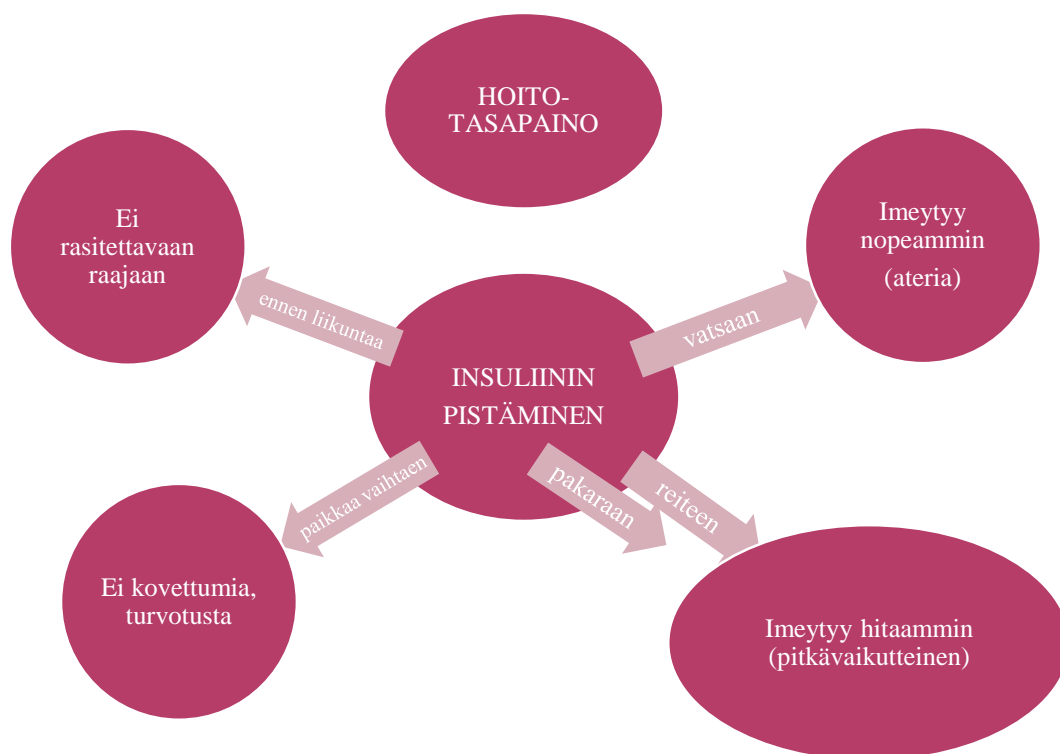 HOITO-
TASAPAINO
Ei
rasitettavaan
raajaan
Imeytyy
nopeammin
(ateria)
ennen liikuntaa
vatsaan
INSULIININ
PISTÄMINEN
paikkaa vaihtaen
pakaraan
reiteen
Ei kovettumia,
turvotusta
Imeytyy hitaammin
(pitkävaikutteinen)